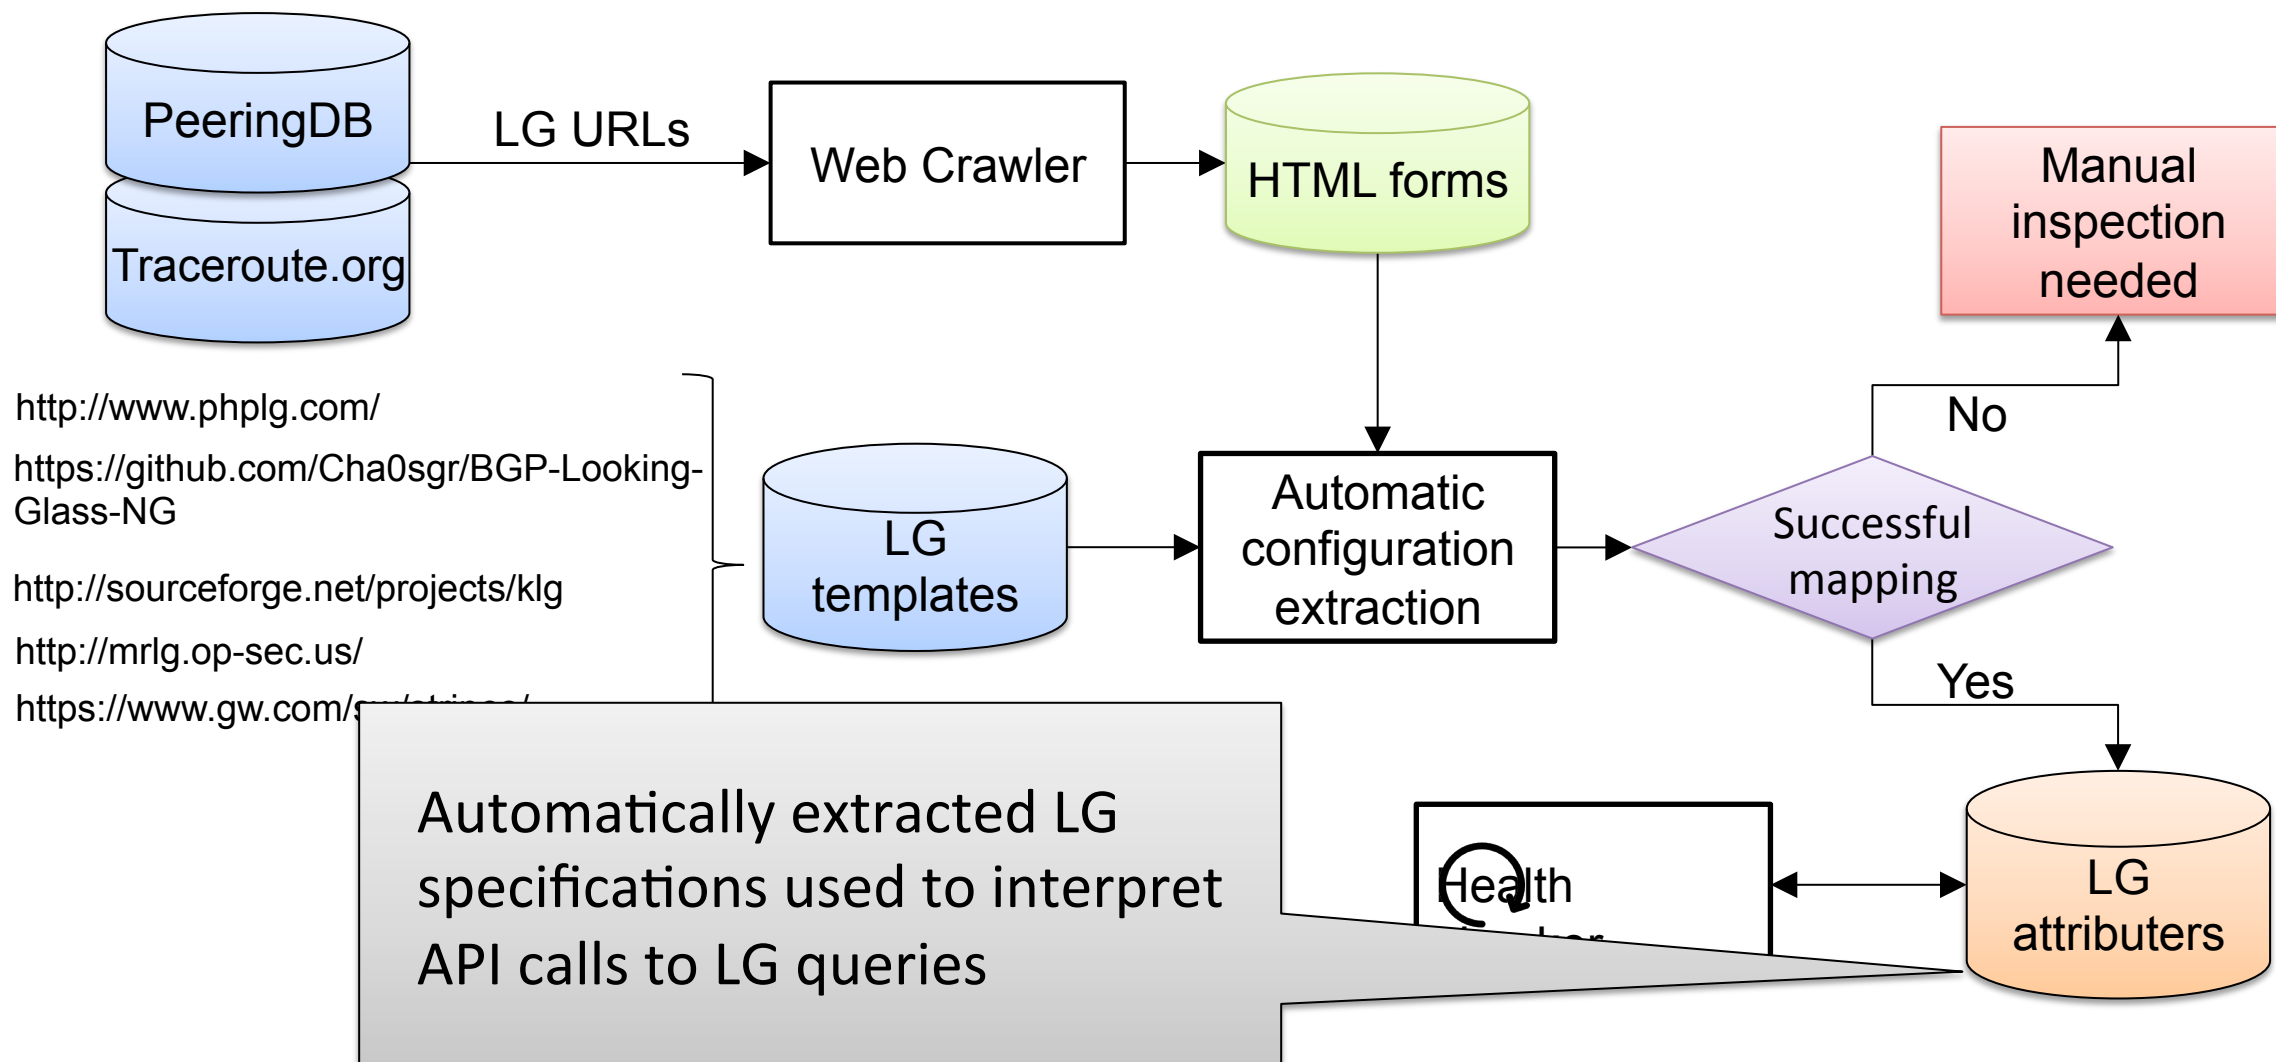 PeeringDB
Traceroute.org
LG URLs
Web Crawler
HTML forms
Manual
inspection
needed
http://www.phplg.com/
https://github.com/Cha0sgr/BGP-Looking-
Glass-NG
http://sourceforge.net/projects/klg
http://mrlg.op-sec.us/
https://www.gw.com/
LG
templates
Automatic
configuration
extraction
Successful
mapping
No
Yes
Automatically extracted LG
specifications used to interpret
API calls to LG queries
Health
LG
attributers